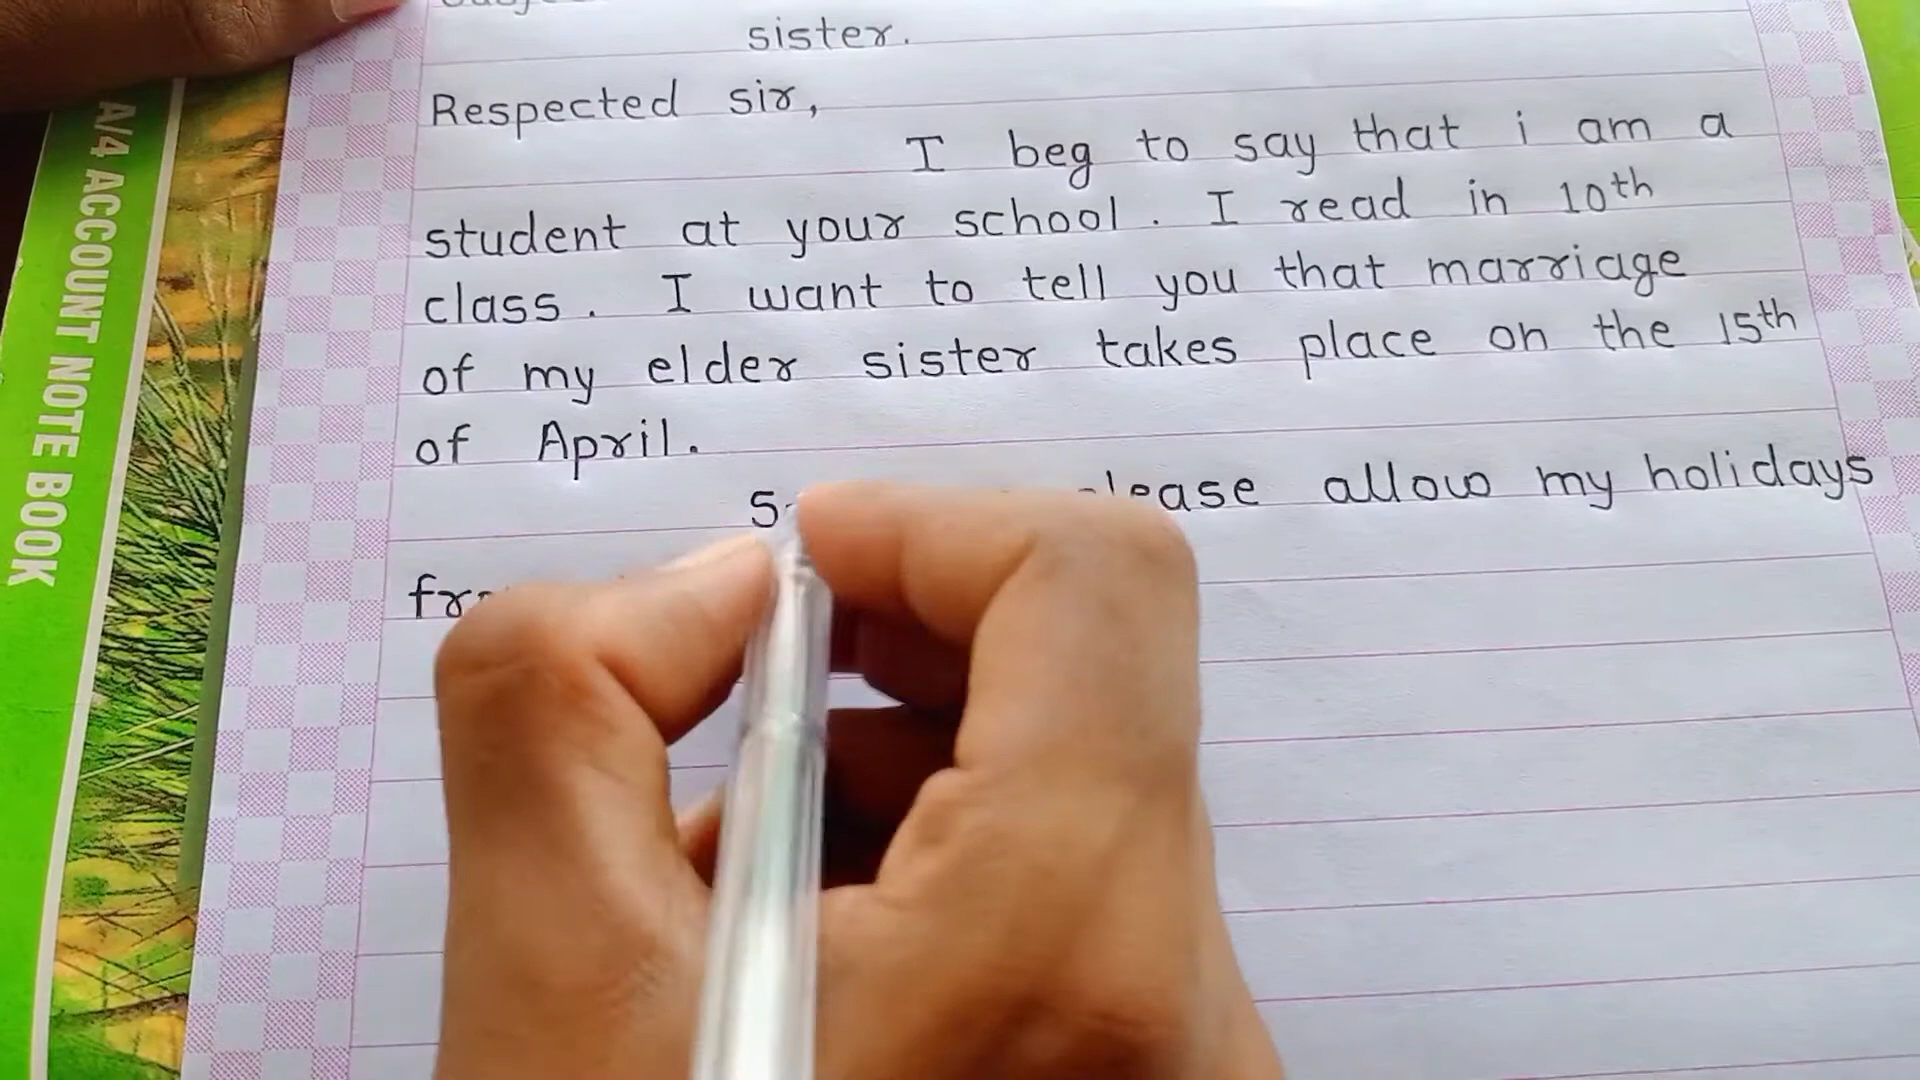 sister.
Respected sir,
I beg to say that i am a
student at your school. I read in 10th
class. I want to tell you that marriage
of my elder sister takes place on the 15th
of April.
allow my holidays
A/4 ACCOUNT NOTE BOOK